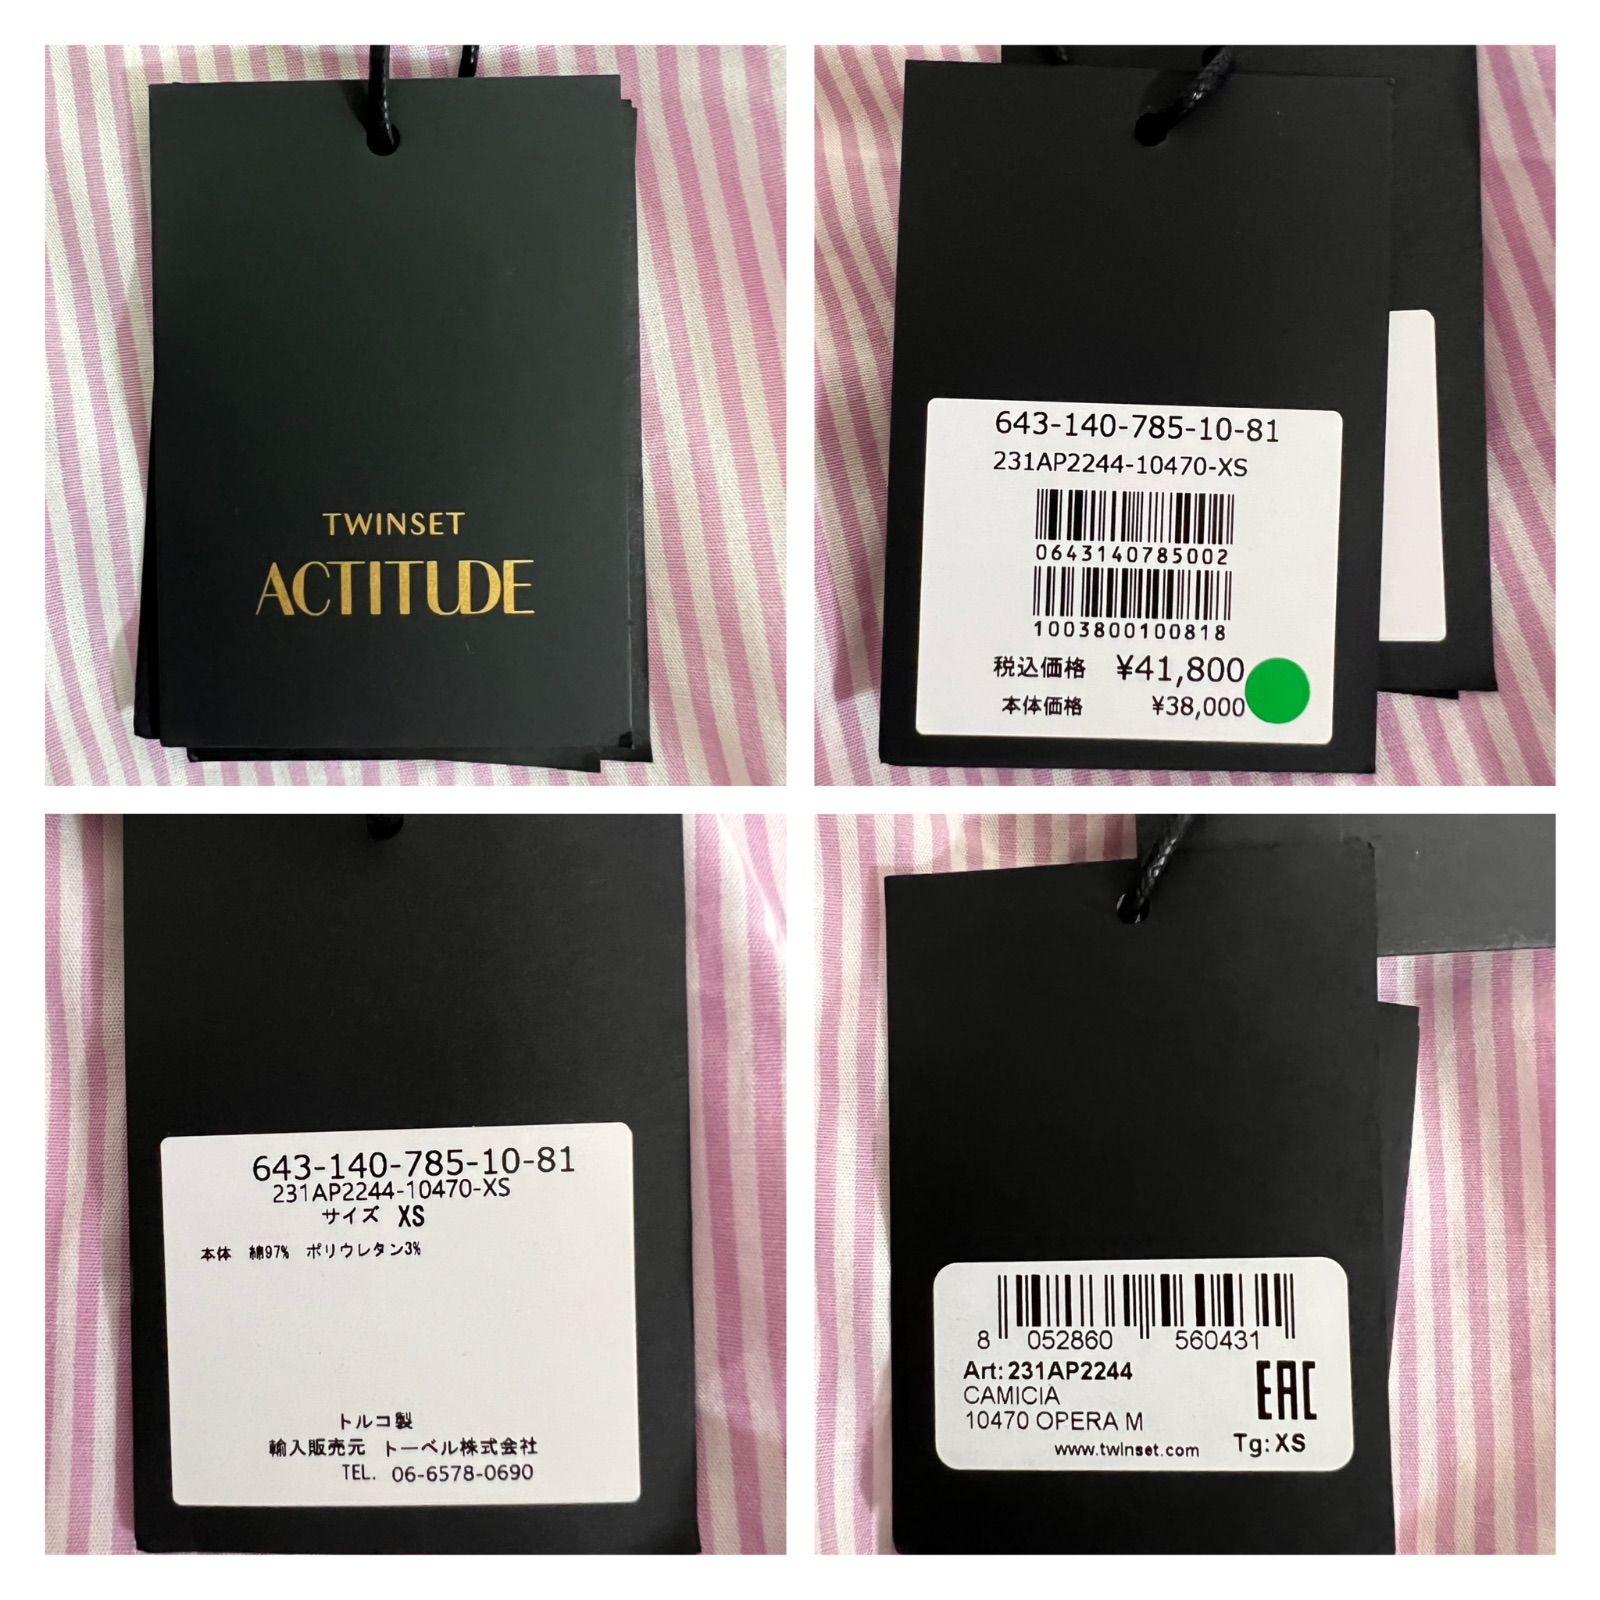 TWINSET
ACTITUDE
643-140-785-10-81
231AP2244-10470-XS
0643140785002
1003800100818
税込価格 ¥41,800
本体価格 ¥38,000
643-140-785-10-81
231AP2244-10470-XS
サイズ XS
本体 綿97% ポリウレタン3%
トルコ製
輸入販売元 トーベル株式会社
TEL. 06-6578-0690
8 052860 560431
Art: 231AP2244
CAMICIA
10470 OPERA M
EAC
www.twinset.com
Tg: XS